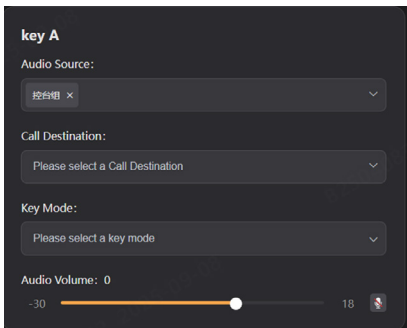 key A
Audio Source:
控台组 ×
Call Destination:
Please select a Call Destination
Key Mode:
Please select a key mode
Audio Volume: 0
-30 18